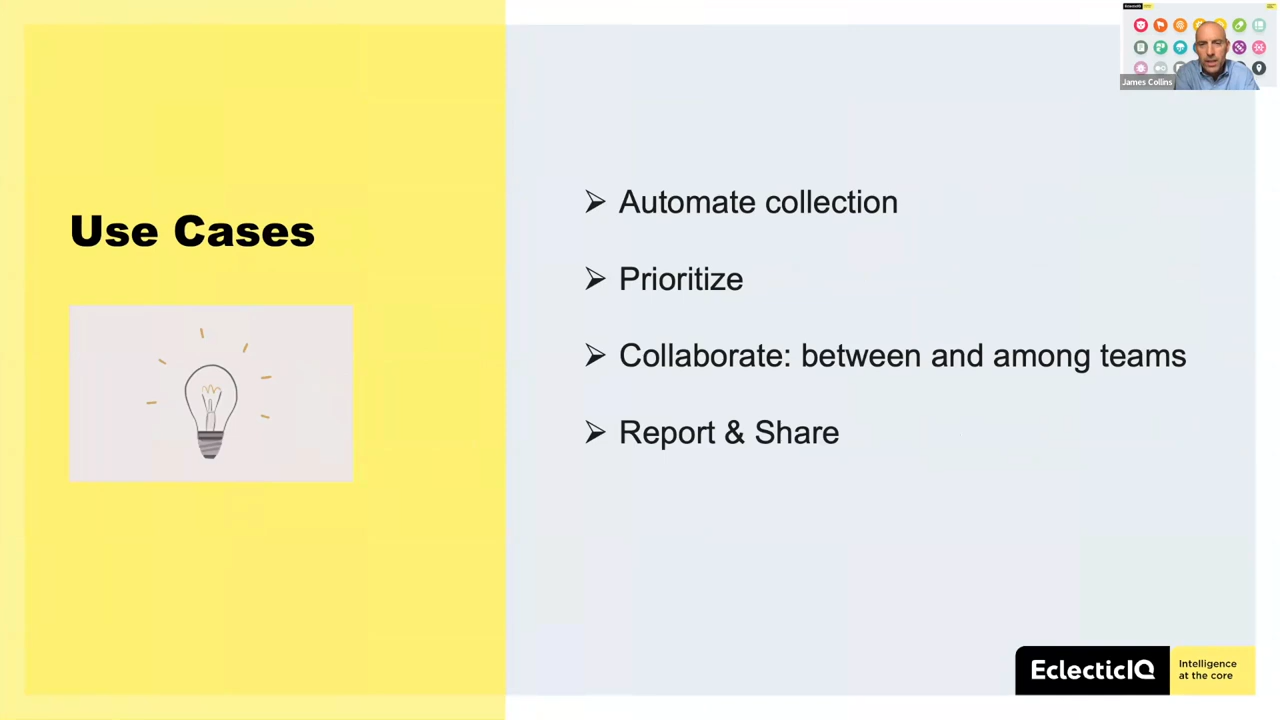 Use Cases
➢ Automate collection
➢ Prioritize
➢ Collaborate: between and among teams
➢ Report & Share
EclecticIQ
James Collins
EclecticIQ
Intelligence
at the core